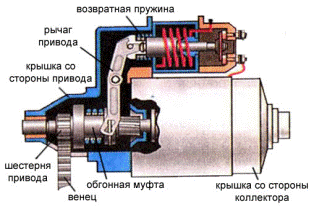 возвратная пружина
рычаг
привода
крышка со
стороны привода
шестерня
привода
обгонная муфта
венец
крышка со стороны
коллектора